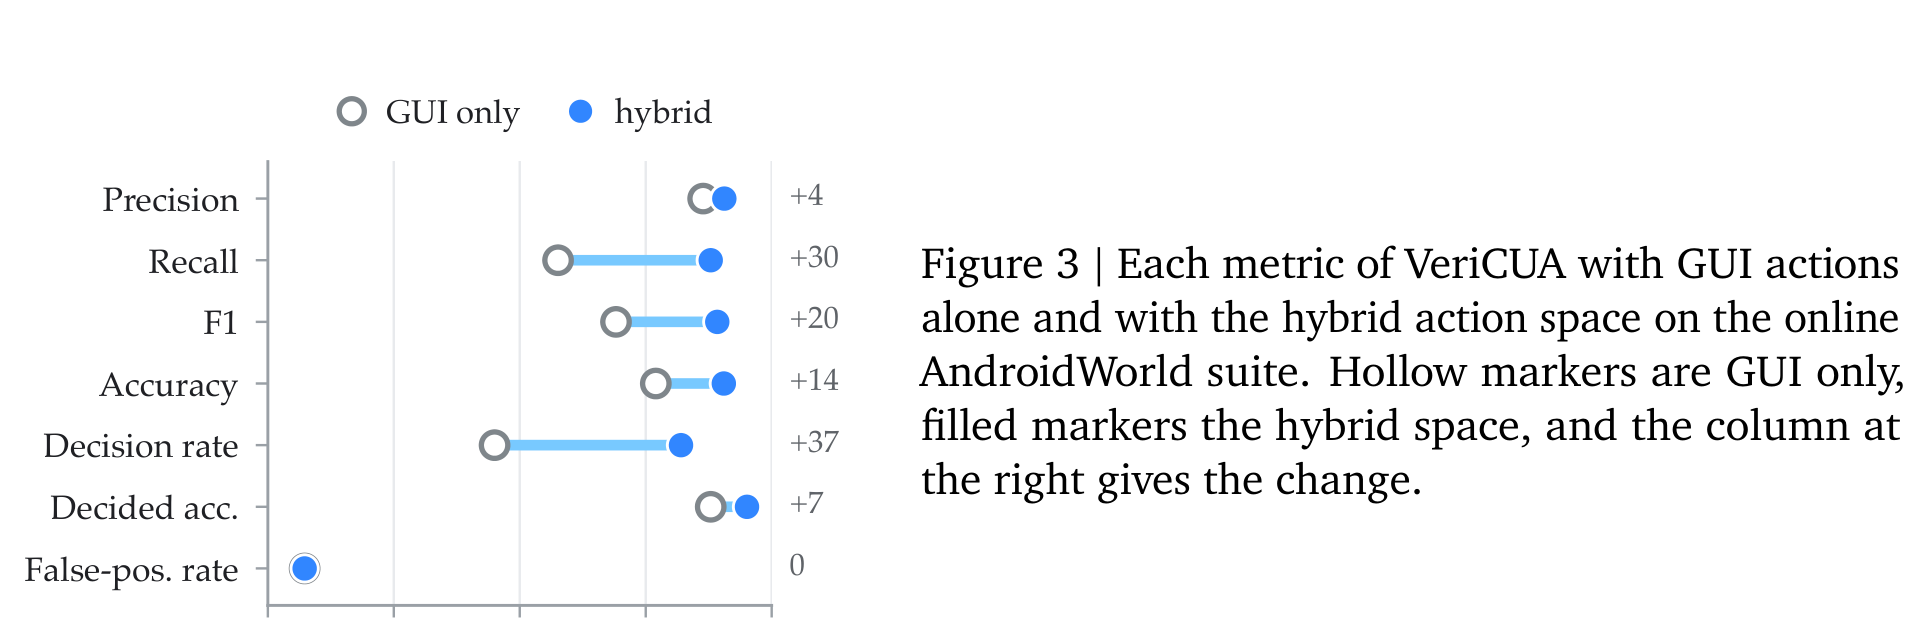 GUI only hybrid
Precision +4
Recall +30
F1 +20
Accuracy +14
Decision rate +37
Decided acc. +7
False-pos. rate 0
Figure 3 | Each metric of VeriCUA with GUI actions
alone and with the hybrid action space on the online
AndroidWorld suite. Hollow markers are GUI only,
filled markers the hybrid space, and the column at
the right gives the change.